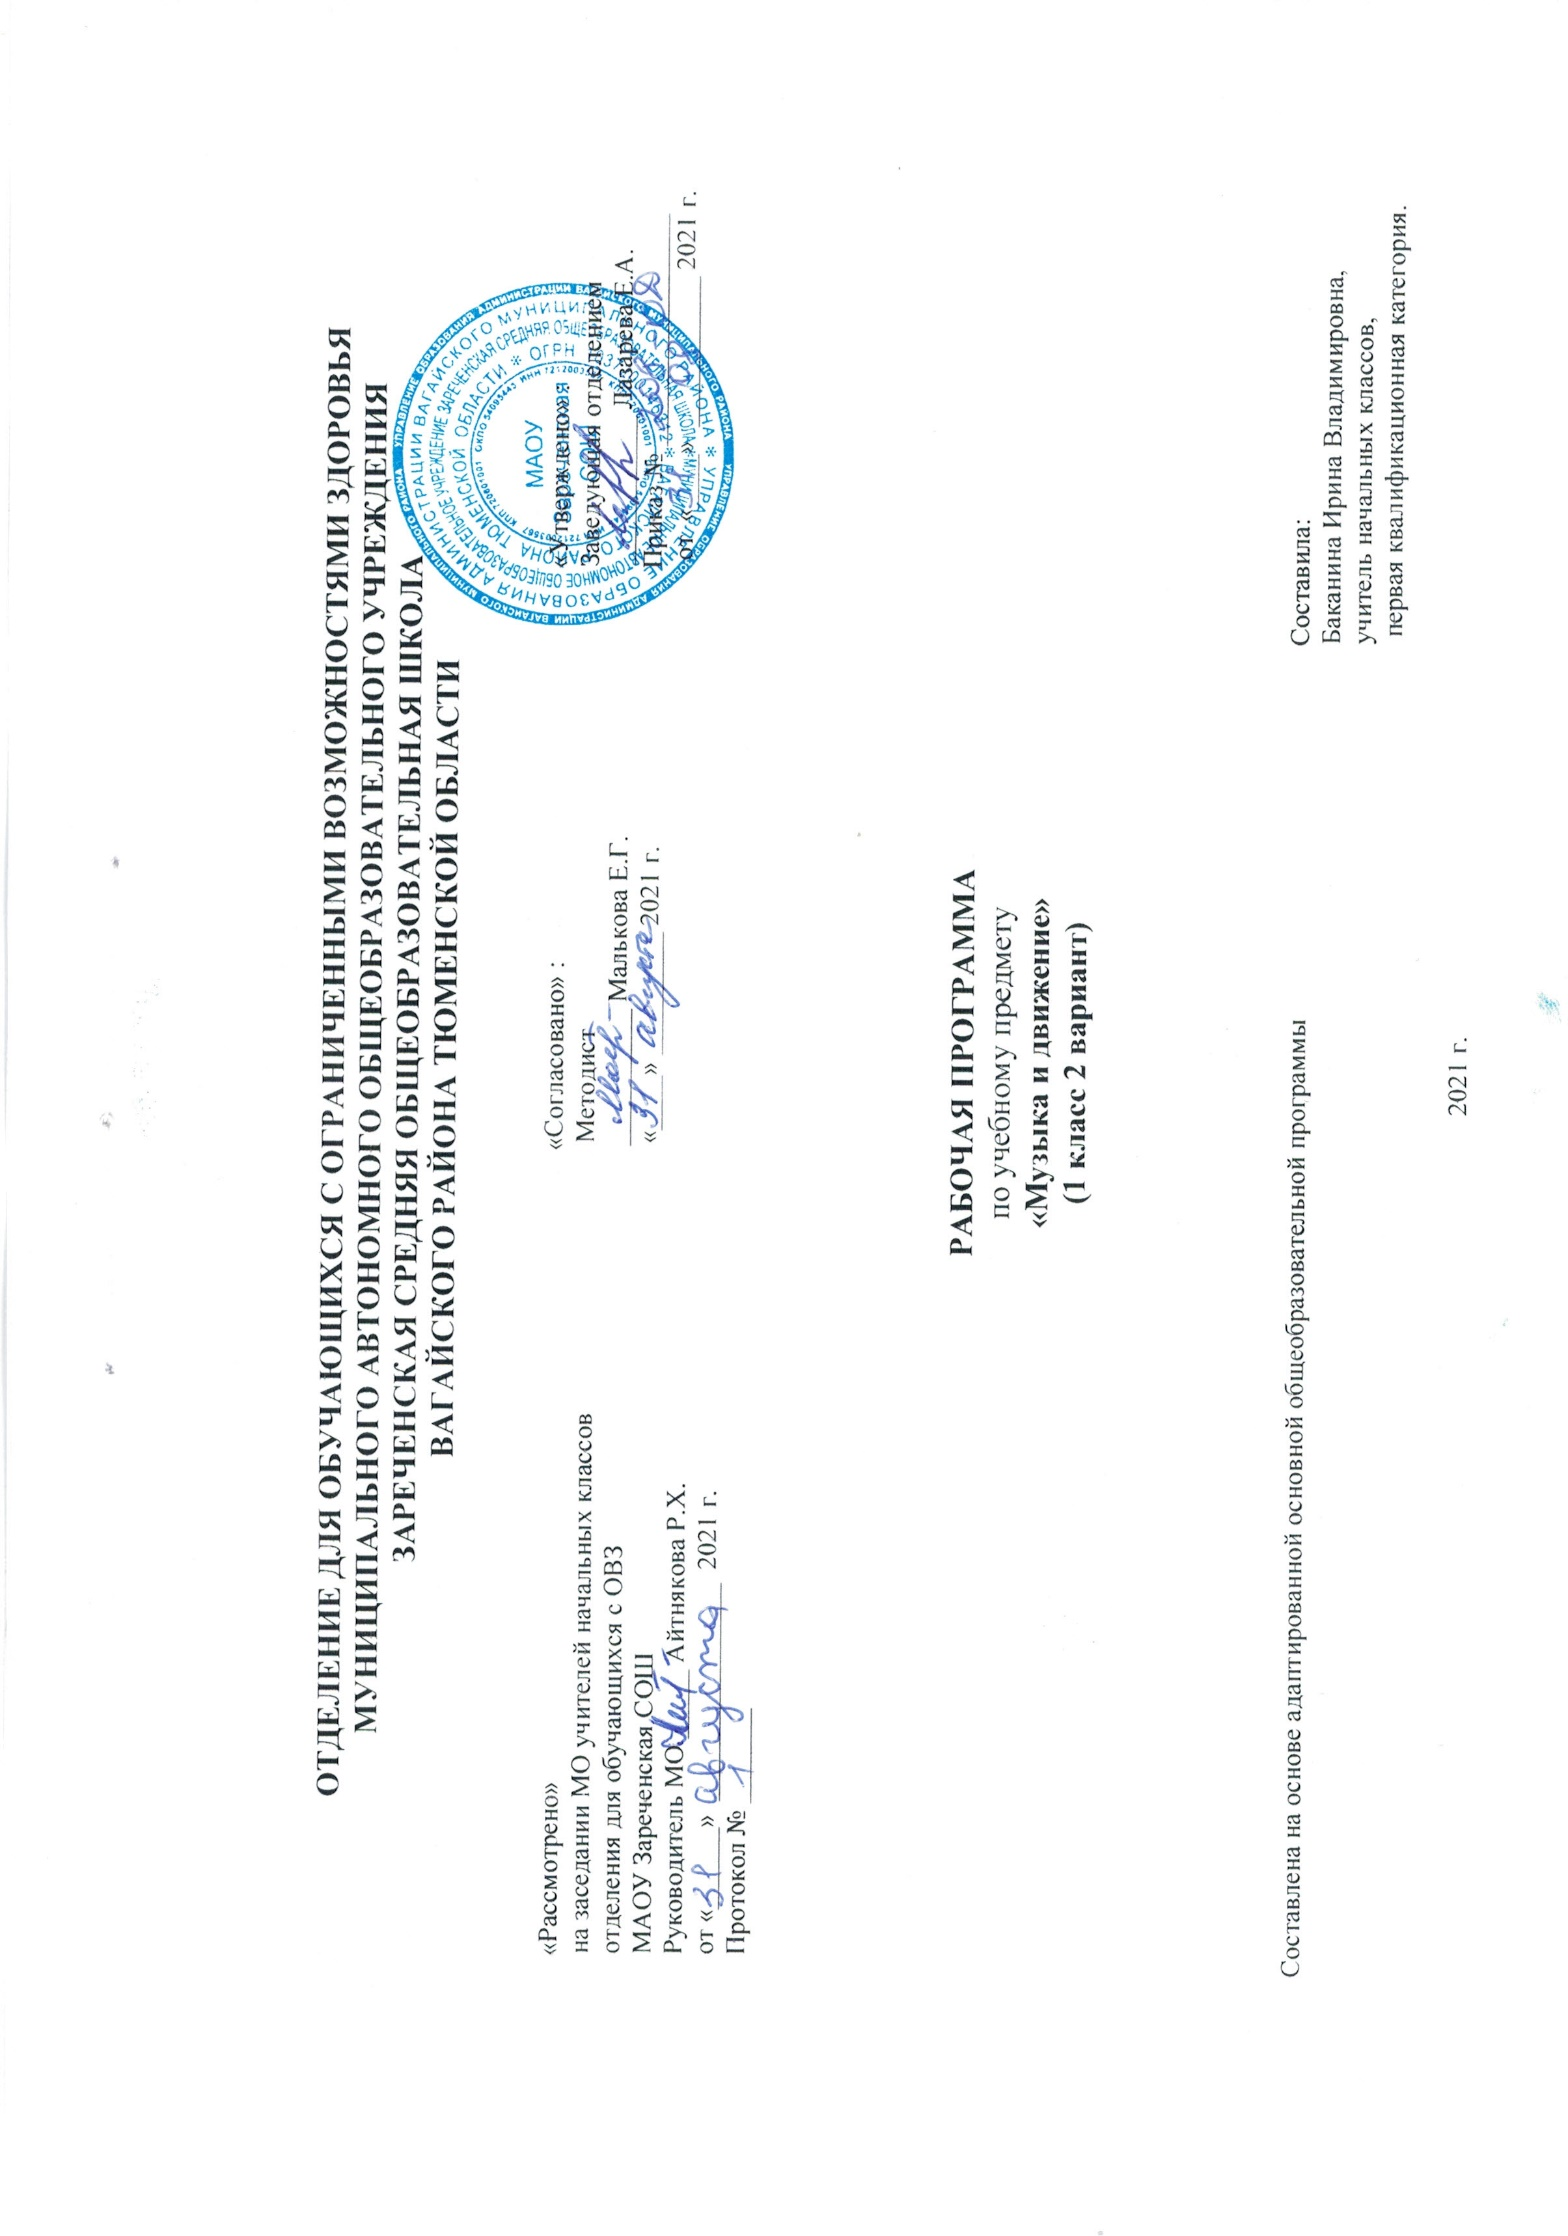 ОТДЕЛЕНИЕ ДЛЯ ОБУЧАЮЩИХСЯ С ОГРАНИЧЕННЫМИ ВОЗМОЖНОСТЯМИ ЗДОРОВЬЯ
МУНИЦИПАЛЬНОГО АВТОНОМНОГО ОБЩЕОБРАЗОВАТЕЛЬНОГО УЧРЕЖДЕНИЯ
ЗАРЕЧЕНСКАЯ СРЕДНЯЯ ОБЩЕОБРАЗОВАТЕЛЬНАЯ ШКОЛА
ВАГАЙСКОГО РАЙОНА ТЮМЕНСКОЙ ОБЛАСТИ
«Рассмотрено»
на заседании МО учителей начальных классов
отделения для обучающихся с ОВЗ
МАОУ Зареченская СОШ
Руководитель МО Айтнякова Р.Х.
от «31» августа 2021 г.
Протокол № 1
«Согласовано» :
Методист
Малькова Е.Г.
«31» августа 2021 г.
«Утверждено» :
Заведующая отделением
Лазарева Е.А.
Приказ №
от «31» 2021 г.
МАОУ
РАБОЧАЯ ПРОГРАММА
по учебному предмету
«Музыка и движение»
(1 класс 2 вариант)
Составлена на основе адаптированной основной общеобразовательной программы
Составила:
Баканина Ирина Владимировна,
учитель начальных классов,
первая квалификационная категория.
2021 г.